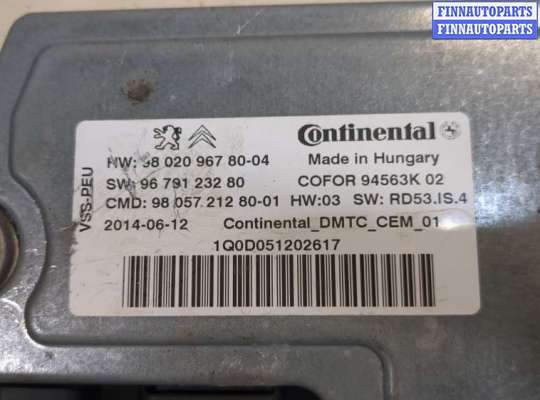 FINNAUTOPARTS
FINNAUTOPARTS
Continental
VSS-PEU
HW: 98 020 967 80-04 Made in Hungary
SW: 96 791 232 80 COFOR 94563K 02
CMD: 98 057 212 80-01 HW:03 SW: RD53.IS.4
2014-06-12 Continental_DMTC_CEM_01
1Q0D051202617